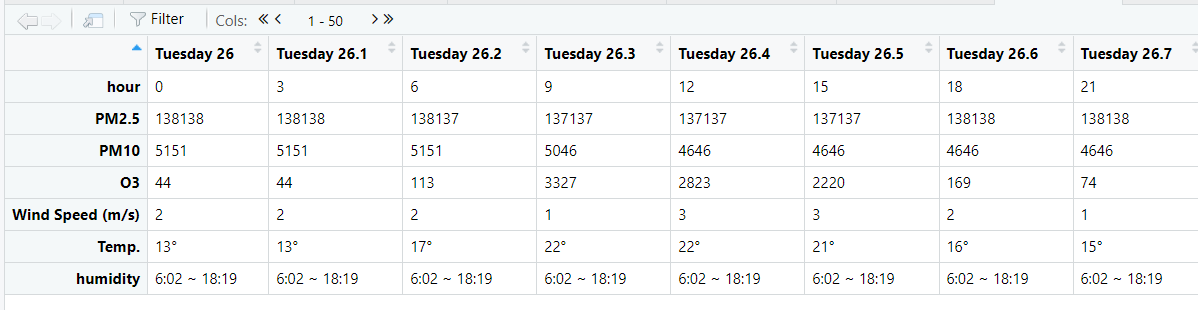 Filter Cols: « < 1 - 50 > »
Tuesday 26 Tuesday 26.1 Tuesday 26.2 Tuesday 26.3 Tuesday 26.4 Tuesday 26.5 Tuesday 26.6 Tuesday 26.7
hour 0 3 6 9 12 15 18 21
PM2.5 138138 138138 138137 137137 137137 137137 138138 138138
PM10 5151 5151 5151 5046 4646 4646 4646 4646
O3 44 44 113 3327 2823 2220 169 74
Wind Speed (m/s) 2 2 2 1 3 3 2 1
Temp. 13° 13° 17° 22° 22° 21° 16° 15°
humidity 6:02 ~ 18:19 6:02 ~ 18:19 6:02 ~ 18:19 6:02 ~ 18:19 6:02 ~ 18:19 6:02 ~ 18:19 6:02 ~ 18:19 6:02 ~ 18:19